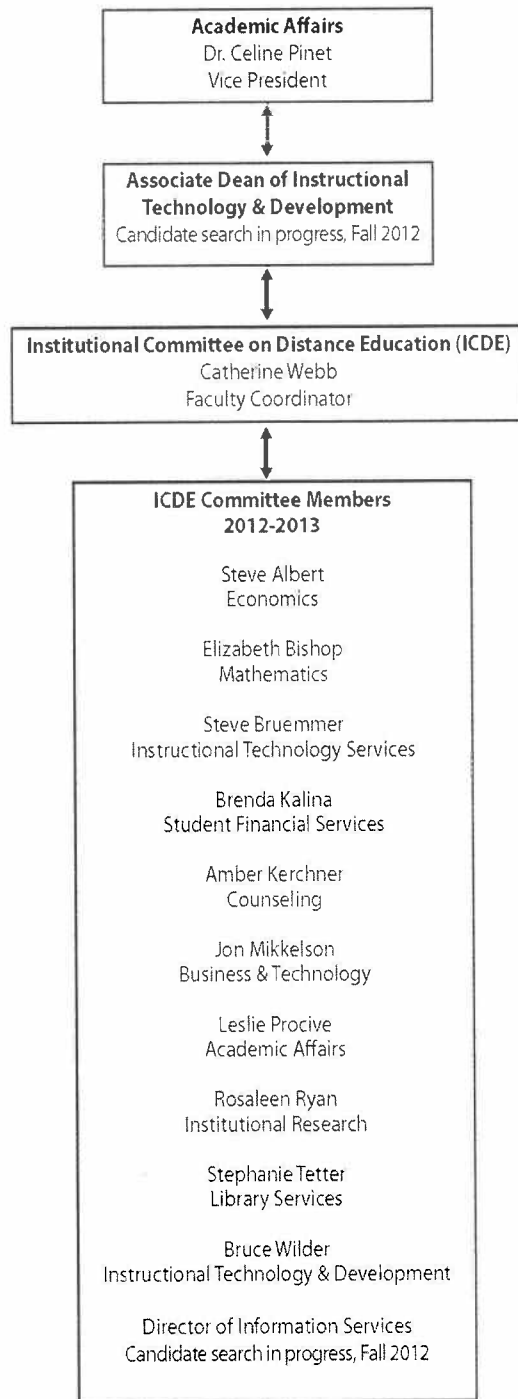 Academic Affairs
Dr. Celine Pinet
Vice President
Associate Dean of Instructional
Technology & Development
Candidate search in progress, Fall 2012
Institutional Committee on Distance Education (ICDE)
Catherine Webb
Faculty Coordinator
ICDE Committee Members
2012-2013
Steve Albert
Economics
Elizabeth Bishop
Mathematics
Steve Bruemmer
Instructional Technology Services
Brenda Kalina
Student Financial Services
Amber Kerchner
Counseling
Jon Mikkelson
Business & Technology
Leslie Procive
Academic Affairs
Rosaleen Ryan
Institutional Research
Stephanie Tetter
Library Services
Bruce Wilder
Instructional Technology & Development
Director of Information Services
Candidate search in progress, Fall 2012